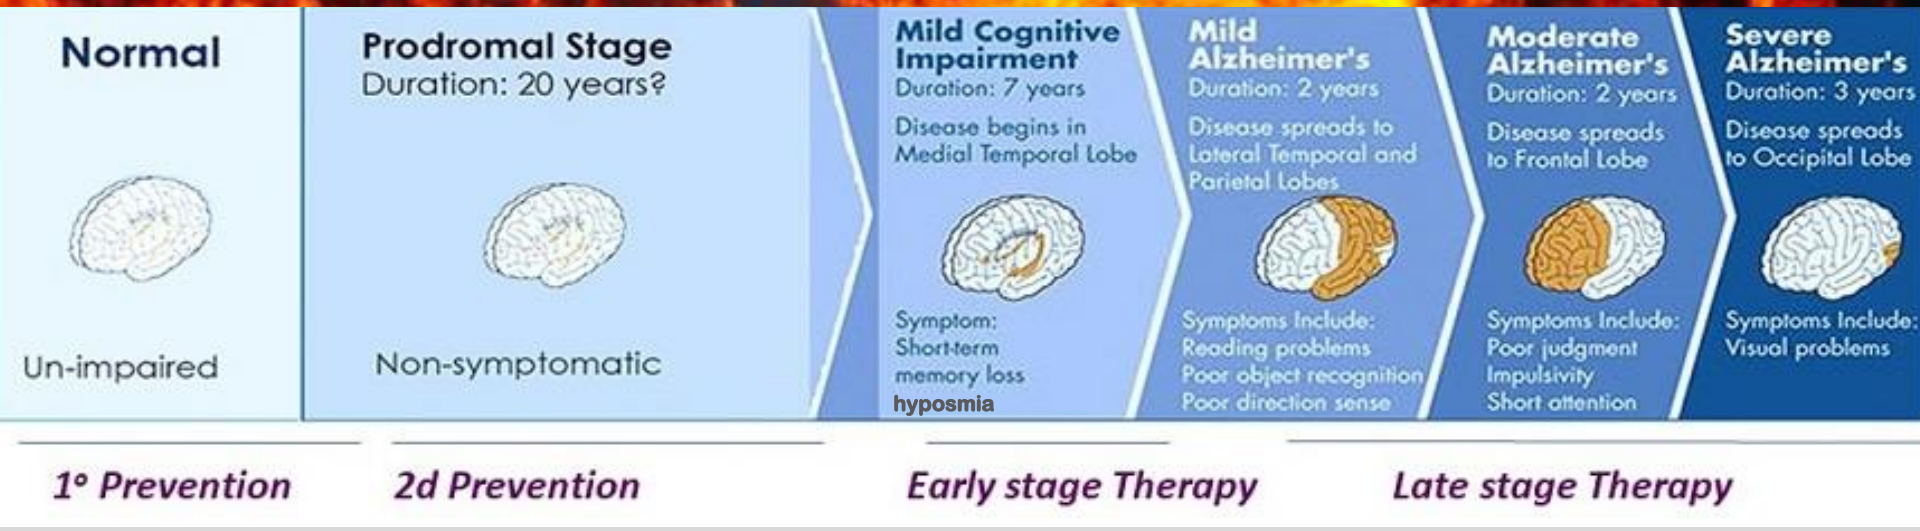 Normal
Un-impaired
Prodromal Stage
Duration: 20 years?
Non-symptomatic
Mild Cognitive
Impairment
Duration: 7 years
Disease begins in
Medial Temporal Lobe
Symptom:
Short-term
memory loss
hyposmia
Mild
Alzheimer's
Duration: 2 years
Disease spreads to
Lateral Temporal and
Parietal Lobes
Symptoms Include:
Reading problems
Poor object recognition
Poor direction sense
Moderate
Alzheimer's
Duration: 2 years
Disease spreads
to Frontal Lobe
Symptoms Include:
Poor judgment
Impulsivity
Short attention
Severe
Alzheimer's
Duration: 3 years
Disease spreads
to Occipital Lobe
Symptoms Include:
Visual problems
1º Prevention
2d Prevention
Early stage Therapy
Late stage Therapy